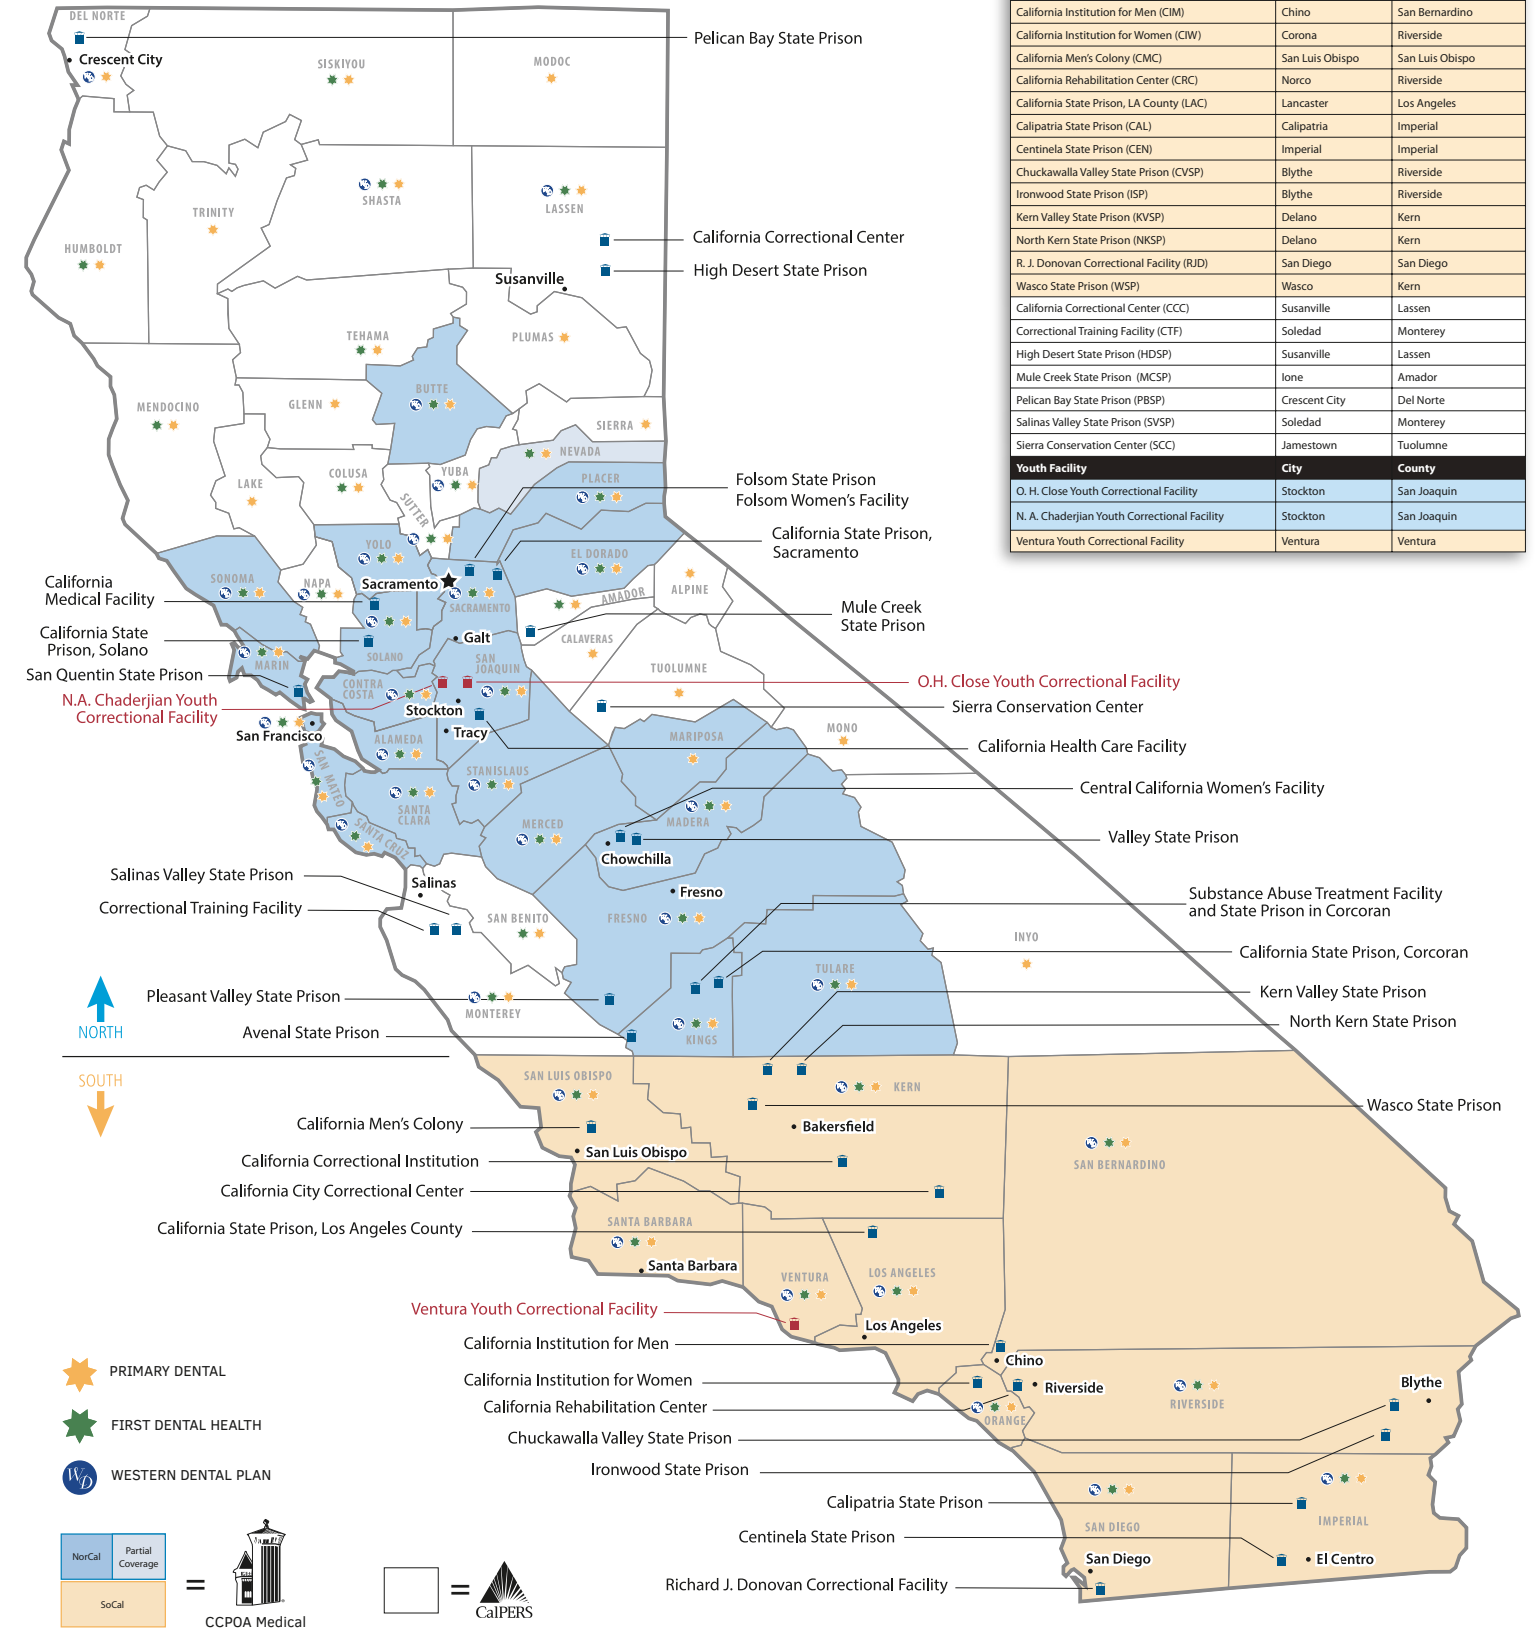 DEL NORTE
Crescent City
SISKIYOU
MODOC
Pelican Bay State Prison
SHASTA
LASSEN
TRINITY
HUMBOLDT
California Correctional Center
High Desert State Prison
Susanville
TEHAMA
PLUMAS
BUTTE
GLENN
MENDOCINO
SIERRA
NEVADA
COLUSA
YUBA
LAKE
SUTTER
PLACER
Folsom State Prison
Folsom Women's Facility
California State Prison,
Sacramento
YOLO
EL DORADO
SONOMA
NAPA
Sacramento
SACRAMENTO
AMADOR
ALPINE
California
Medical Facility
Mule Creek
State Prison
California State
Prison, Solano
Galt
CALAVERAS
SOLANO
MARIN
SAN
JOAQUIN
TUOLUMNE
San Quentin State Prison
CONTRA
COSTA
O.H. Close Youth Correctional Facility
N.A. Chaderjian Youth
Correctional Facility
Stockton
Sierra Conservation Center
San Francisco
Tracy
ALAMEDA
MARIPOSA
MONO
California Health Care Facility
SAN MATEO
STANISLAUS
Central California Women's Facility
SANTA
CLARA
SANTA CRUZ
MERCED
MADERA
Valley State Prison
Chowchilla
Salinas Valley State Prison
Salinas
Fresno
Substance Abuse Treatment Facility
and State Prison in Corcoran
Correctional Training Facility
SAN BENITO
FRESNO
INYO
California State Prison, Corcoran
TULARE
Pleasant Valley State Prison
Kern Valley State Prison
MONTEREY
NORTH
Avenal State Prison
KINGS
North Kern State Prison
SOUTH
SAN LUIS OBISPO
KERN
Wasco State Prison
California Men's Colony
Bakersfield
San Luis Obispo
SAN BERNARDINO
California Correctional Institution
California City Correctional Center
SANTA BARBARA
California State Prison, Los Angeles County
Santa Barbara
VENTURA
LOS ANGELES
Ventura Youth Correctional Facility
Los Angeles
California Institution for Men
Chino
California Institution for Women
Riverside
Blythe
California Rehabilitation Center
ORANGE
RIVERSIDE
Chuckawalla Valley State Prison
Ironwood State Prison
Calipatria State Prison
SAN DIEGO
IMPERIAL
Centinela State Prison
San Diego
El Centro
Richard J. Donovan Correctional Facility
PRIMARY DENTAL
FIRST DENTAL HEALTH
WD WESTERN DENTAL PLAN
NorCal
Partial
Coverage
SoCal
=
CCPOA Medical
=
CalPERS
California Institution for Men (CIM) Chino San Bernardino
California Institution for Women (CIW) Corona Riverside
California Men's Colony (CMC) San Luis Obispo San Luis Obispo
California Rehabilitation Center (CRC) Norco Riverside
California State Prison, LA County (LAC) Lancaster Los Angeles
Calipatria State Prison (CAL) Calipatria Imperial
Centinela State Prison (CEN) Imperial Imperial
Chuckawalla Valley State Prison (CVSP) Blythe Riverside
Ironwood State Prison (ISP) Blythe Riverside
Kern Valley State Prison (KVSP) Delano Kern
North Kern State Prison (NKSP) Delano Kern
R. J. Donovan Correctional Facility (RJD) San Diego San Diego
Wasco State Prison (WSP) Wasco Kern
California Correctional Center (CCC) Susanville Lassen
Correctional Training Facility (CTF) Soledad Monterey
High Desert State Prison (HDSP) Susanville Lassen
Mule Creek State Prison (MCSP) Ione Amador
Pelican Bay State Prison (PBSP) Crescent City Del Norte
Salinas Valley State Prison (SVSP) Soledad Monterey
Sierra Conservation Center (SCC) Jamestown Tuolumne
Youth Facility City County
O. H. Close Youth Correctional Facility Stockton San Joaquin
N. A. Chaderjian Youth Correctional Facility Stockton San Joaquin
Ventura Youth Correctional Facility Ventura Ventura